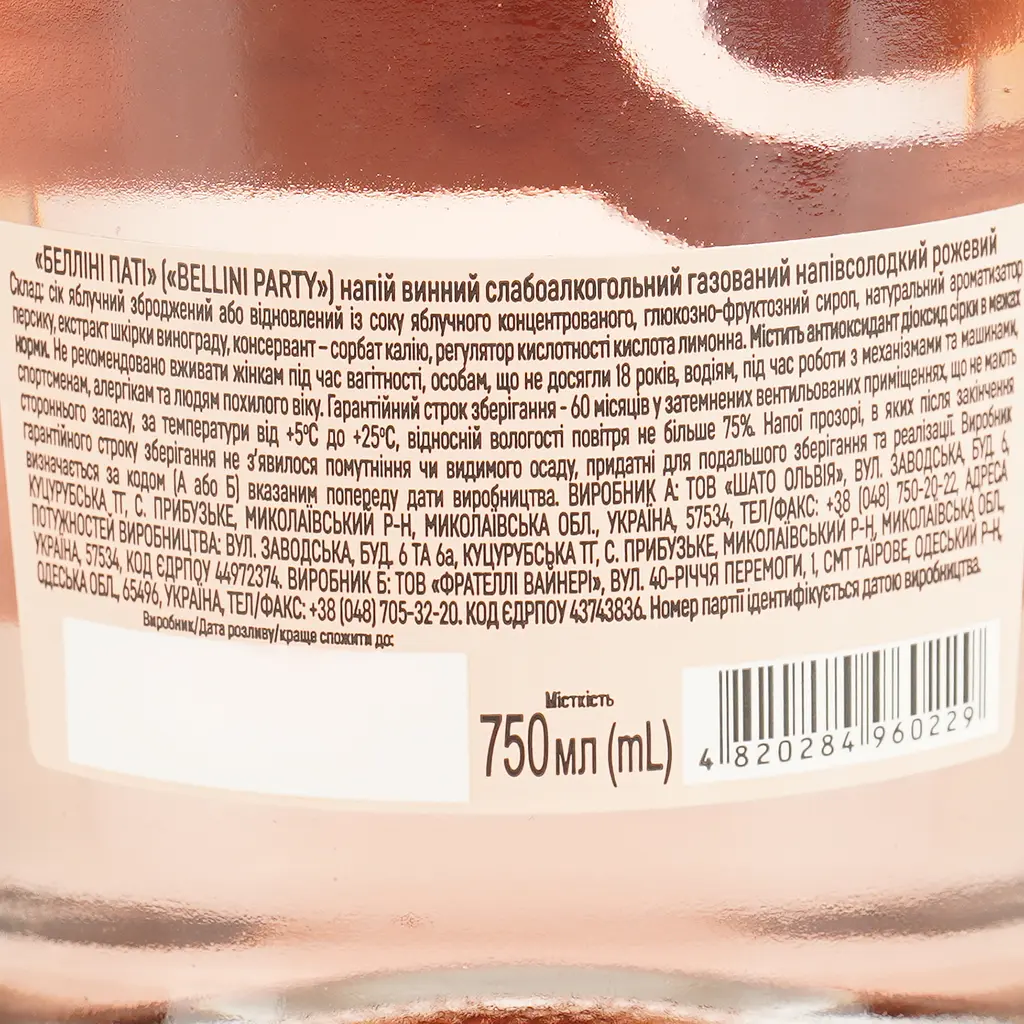 «БЕЛЛІНІ ПАТІ» («BELLINI PARTY») напій винний слабоалкогольний газований напівсолодкий рожевий
Склад: сік яблучний зброджений або відновлений із соку яблучного концентрованого, глюкозно-фруктозний сироп, натуральний ароматизатор
персику, екстракт шкірки винограду, консервант – сорбат калію, регулятор кислотності кислота лимонна. Містить антиоксидант діоксид сірки в межах
норми. Не рекомендовано вживати жінкам під час вагітності, особам, що не досягли 18 років, водіям, під час роботи з механізмами та машинами,
спортсменам, алергікам та людям похилого віку. Гарантійний строк зберігання - 60 місяців у затемнених вентильованих приміщеннях, що не мають
стороннього запаху, за температури від +5°С до +25°С, відносній вологості повітря не більше 75%. Напої прозорі, в яких після закінчення
гарантійного строку зберігання не з’явилося помутніння чи видимого осаду, придатні для подальшого зберігання та реалізації. Виробник
визначається за кодом (А або Б) вказаним попереду дати виробництва. ВИРОБНИК А: ТОВ «ШАТО ОЛЬВІЯ», ВУЛ. ЗАВОДСЬКА, БУД. 6,
КУЦУРУБСЬКА ТГ, С. ПРИБУЗЬКЕ, МИКОЛАЇВСЬКИЙ Р-Н, МИКОЛАЇВСЬКА ОБЛ., УКРАЇНА, 57534, ТЕЛ/ФАКС: +38 (048) 750-20-22, АДРЕСА
ПОТУЖНОСТЕЙ ВИРОБНИЦТВА: ВУЛ. ЗАВОДСЬКА, БУД. 6 ТА 6а, КУЦУРУБСЬКА ТГ, С. ПРИБУЗЬКЕ, МИКОЛАЇВСЬКИЙ Р-Н, МИКОЛАЇВСЬКА ОБЛ.,
УКРАЇНА, 57534, КОД ЄДРПОУ 44972374. ВИРОБНИК Б: ТОВ «ФРАТЕЛЛІ ВАЙНЕРІ», ВУЛ. 40-РІЧЧЯ ПЕРЕМОГИ, 1, СМТ ТАЇРОВЕ, ОДЕСЬКИЙ Р-Н,
ОДЕСЬКА ОБЛ., 65496, УКРАЇНА, ТЕЛ/ФАКС: +38 (048) 705-32-20. КОД ЄДРПОУ 43743836. Номер партії ідентифікується датою виробництва.
Виробник/Дата розливу/краще спожити до:
Місткість
750 мл (mL)
4 820284 960229